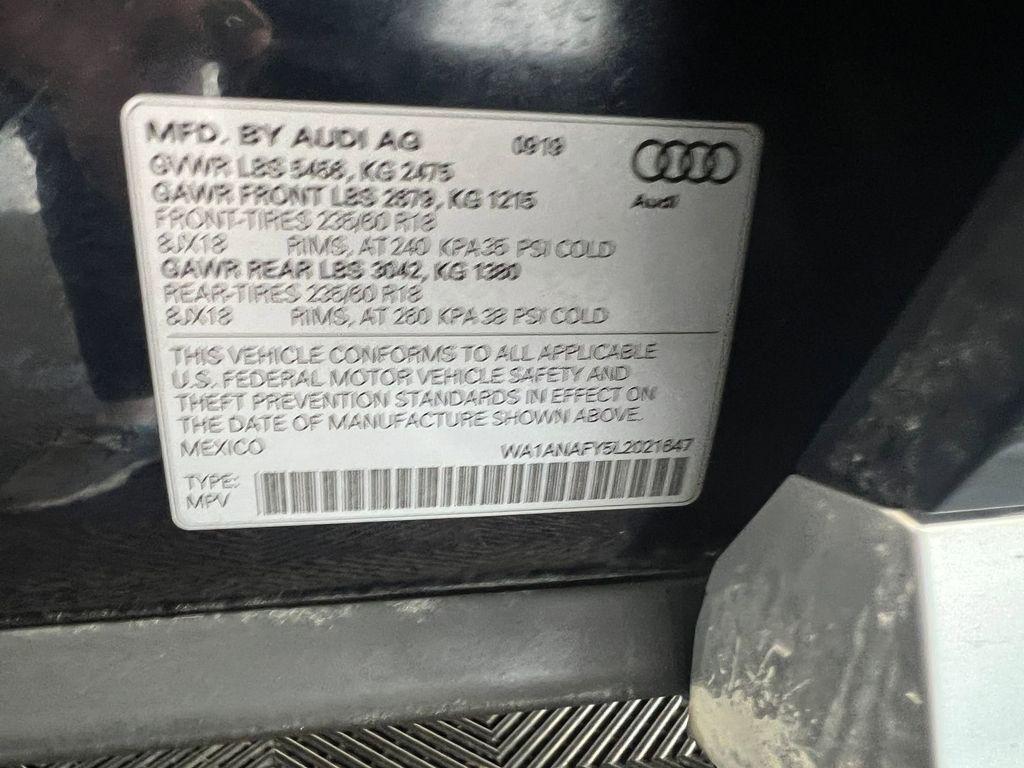 MFD. BY AUDI AG 0919
GVWR LBS 5456, KG 2475
GAWR FRONT LBS 2679, KG 1215
Audi
FRONT-TIRES 235/60 R18
8JX18 RIMS, AT 240 KPA 35 PSI COLD
GAWR REAR LBS 3042, KG 1380
REAR-TIRES 235/60 R18
8JX18 RIMS, AT 260 KPA 38 PSI COLD
THIS VEHICLE CONFORMS TO ALL APPLICABLE
U.S. FEDERAL MOTOR VEHICLE SAFETY AND
THEFT PREVENTION STANDARDS IN EFFECT ON
THE DATE OF MANUFACTURE SHOWN ABOVE.
MEXICO WA1ANAFY5L2021647
TYPE:
MPV